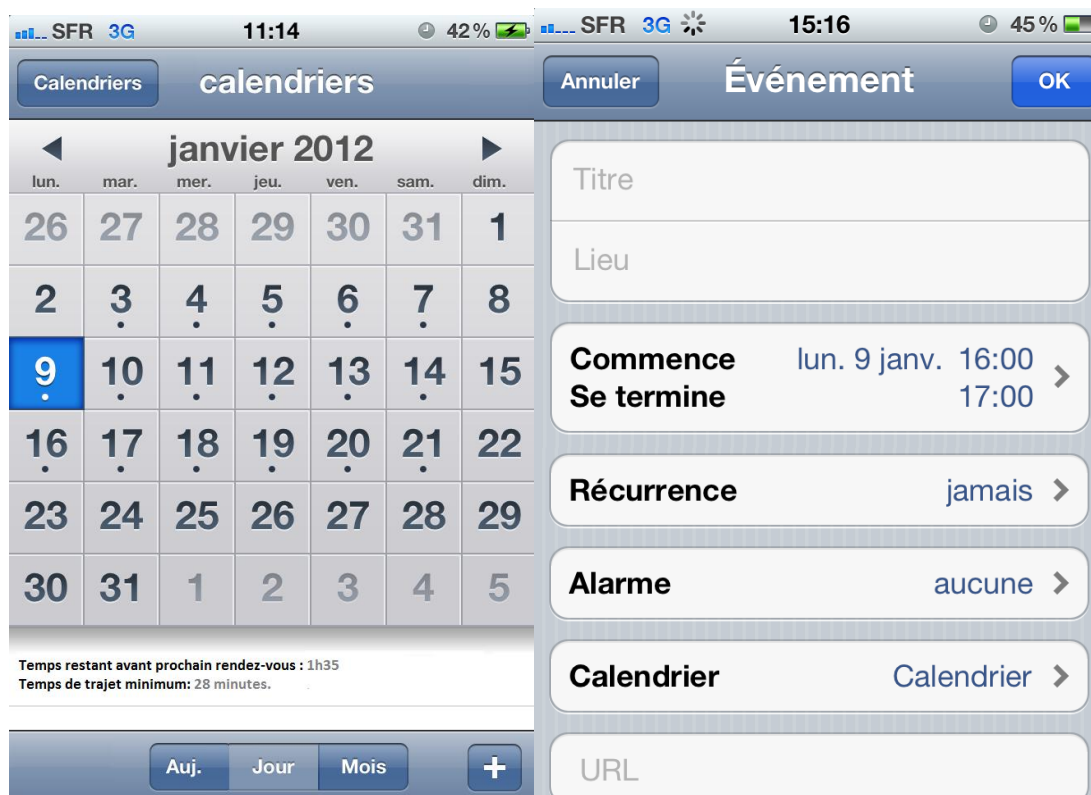 SFR 3G 11:14 42 %
Calendriers calendriers
janvier 2012
lun. mar. mer. jeu. ven. sam. dim.
26 27 28 29 30 31 1
2 3 4 5 6 7 8
9 10 11 12 13 14 15
16 17 18 19 20 21 22
23 24 25 26 27 28 29
30 31 1 2 3 4 5
Temps restant avant prochain rendez-vous : 1h35
Temps de trajet minimum: 28 minutes.
Auj. Jour Mois +
SFR 3G 15:16 45 %
Annuler Événement OK
Titre
Lieu
Commence lun. 9 janv. 16:00
Se termine 17:00
Récurrence jamais
Alarme aucune
Calendrier Calendrier
URL